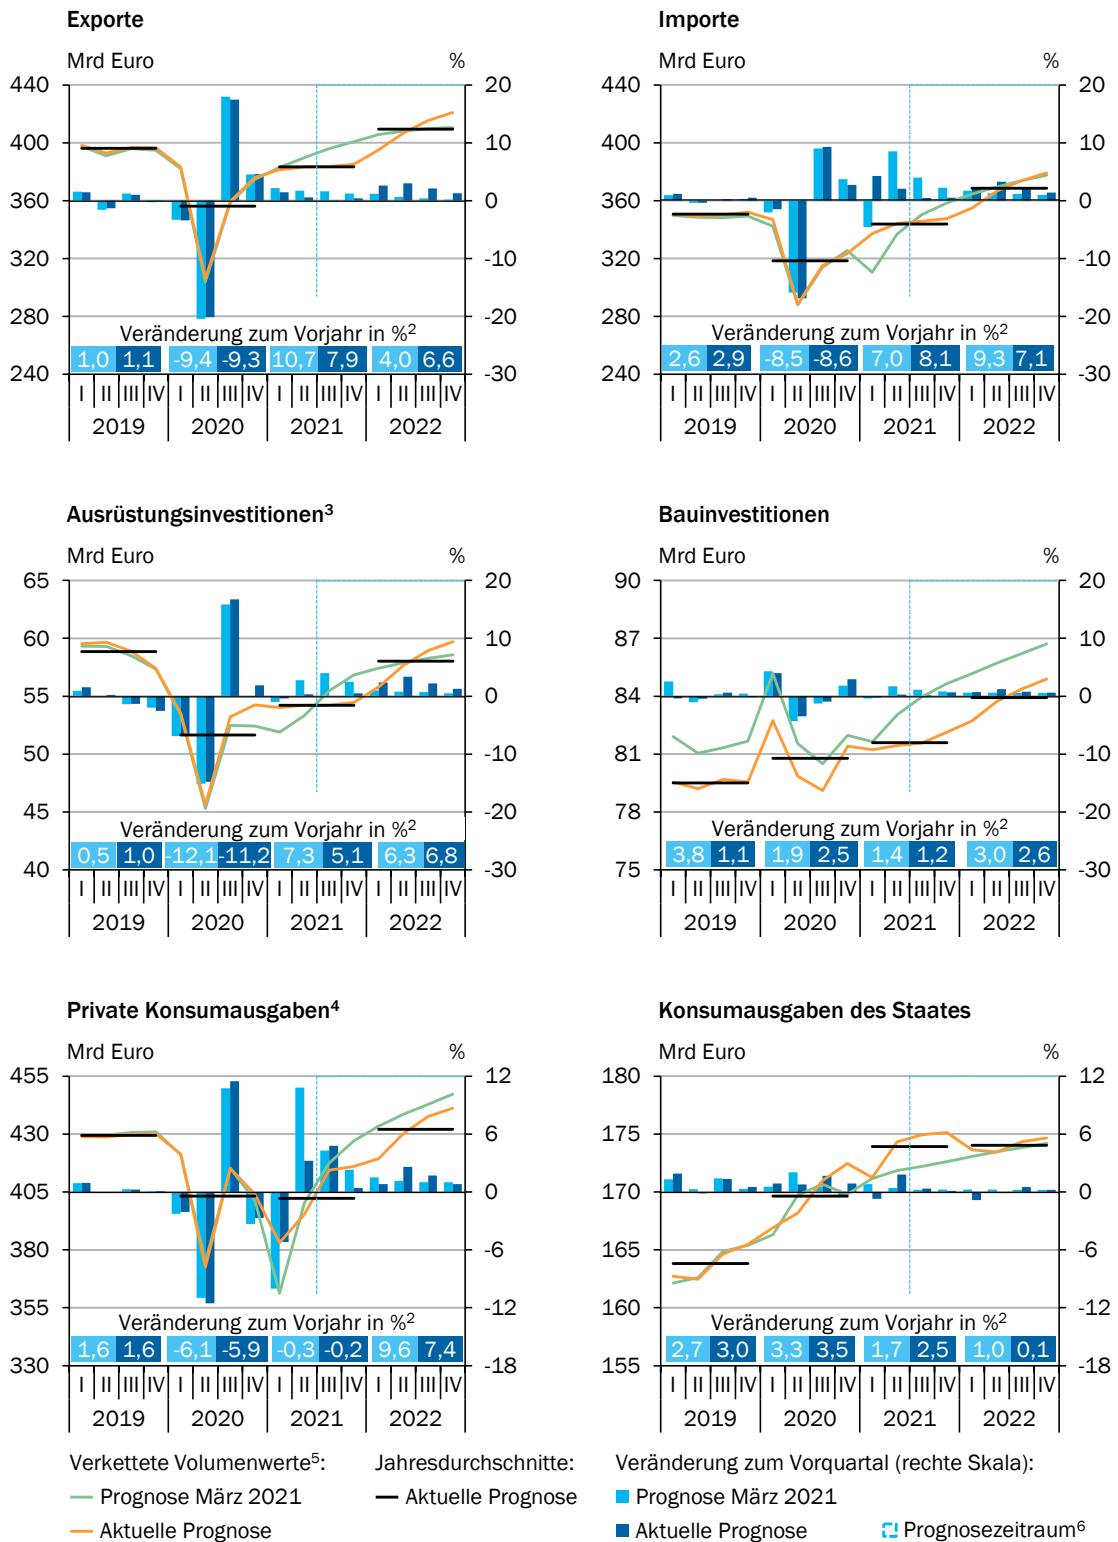 Exporte
Mrd Euro %
440 20
400 10
360 0
320 -10
280 -20
Veränderung zum Vorjahr in %²
1,0 1,1 -9,4 -9,3 10,7 7,9 4,0 6,6
240 -30
I II III IV I II III IV I II III IV I II III IV
2019 2020 2021 2022
Importe
Mrd Euro %
440 20
400 10
360 0
320 -10
280 -20
Veränderung zum Vorjahr in %²
2,6 2,9 -8,5 -8,6 7,0 8,1 9,3 7,1
240 -30
I II III IV I II III IV I II III IV I II III IV
2019 2020 2021 2022
Ausrüstungsinvestitionen³
Mrd Euro %
65 20
60 10
55 0
50 -10
45 -20
Veränderung zum Vorjahr in %²
0,5 1,0 -12,1 -11,2 7,3 5,1 6,3 6,8
40 -30
I II III IV I II III IV I II III IV I II III IV
2019 2020 2021 2022
Bauinvestitionen
Mrd Euro %
90 20
87 10
84 0
81 -10
78 -20
Veränderung zum Vorjahr in %²
3,8 1,1 1,9 2,5 1,4 1,2 3,0 2,6
75 -30
I II III IV I II III IV I II III IV I II III IV
2019 2020 2021 2022
Private Konsumausgaben⁴
Mrd Euro %
455 12
430 6
405 0
380 -6
355 -12
Veränderung zum Vorjahr in %²
1,6 1,6 -6,1 -5,9 -0,3 -0,2 9,6 7,4
330 -18
I II III IV I II III IV I II III IV I II III IV
2019 2020 2021 2022
Konsumausgaben des Staates
Mrd Euro %
180 12
175 6
170 0
165 -6
160 -12
Veränderung zum Vorjahr in %²
2,7 3,0 3,3 3,5 1,7 2,5 1,0 0,1
155 -18
I II III IV I II III IV I II III IV I II III IV
2019 2020 2021 2022
Verkettete Volumenwerte⁵:
Prognose März 2021
Aktuelle Prognose
Jahresdurchschnitte:
Aktuelle Prognose
Veränderung zum Vorquartal (rechte Skala):
Prognose März 2021
Aktuelle Prognose
Prognosezeitraum⁶